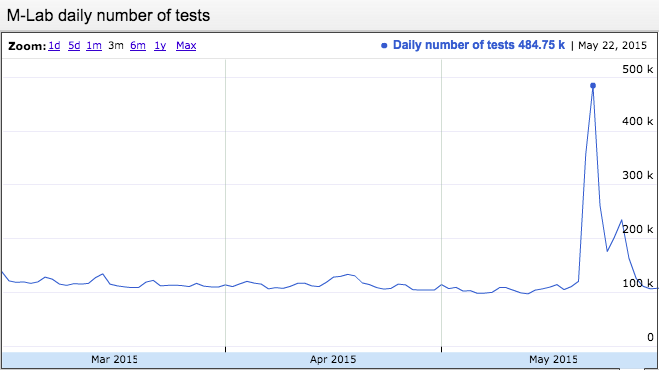 M-Lab daily number of tests
Zoom: 1d 5d 1m 3m 6m 1y Max
Daily number of tests 484.75 k | May 22, 2015
500 k
400 k
300 k
200 k
100 k
0
Mar 2015 Apr 2015 May 2015